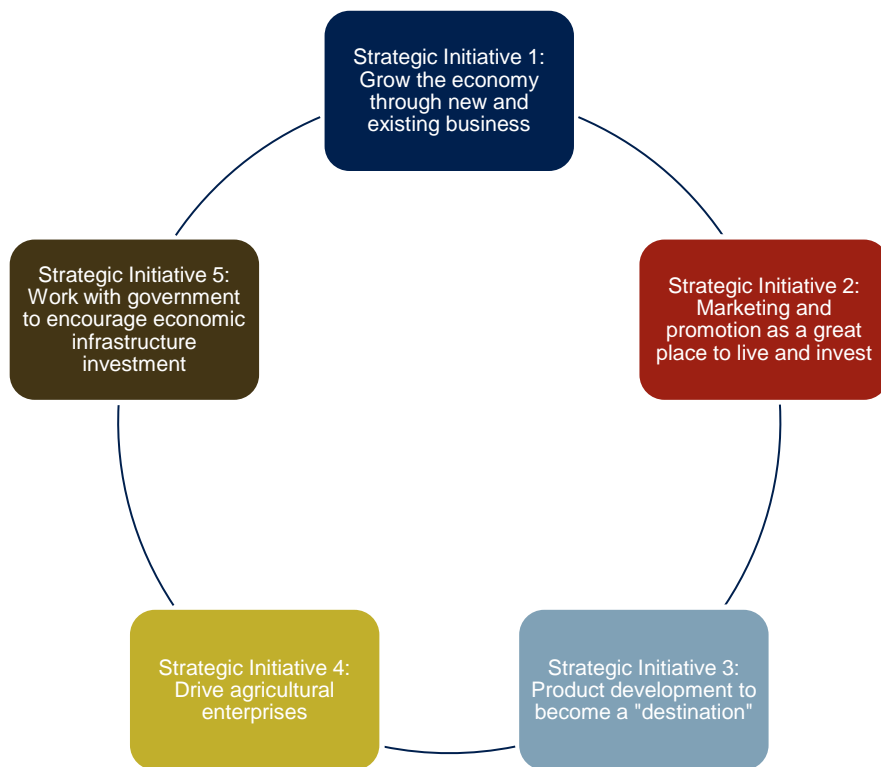 Strategic Initiative 1:
Grow the economy
through new and
existing business
Strategic Initiative 2:
Marketing and
promotion as a great
place to live and invest
Strategic Initiative 3:
Product development to
become a "destination"
Strategic Initiative 4:
Drive agricultural
enterprises
Strategic Initiative 5:
Work with government
to encourage economic
infrastructure
investment